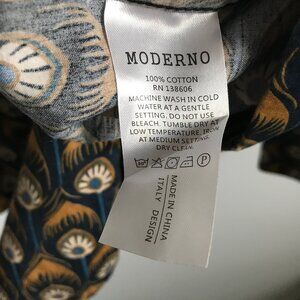 MODERNO
100% COTTON
RN 138606
MACHINE WASH IN COLD
WATER AT A GENTLE
SETTING, DO NOT USE
BLEACH. TUMBLE DRY AT
LOW TEMPERATURE, IRON
AT MEDIUM SETTING,
DRY CLEAN.
MADE IN CHINA
ITALY DESIGN